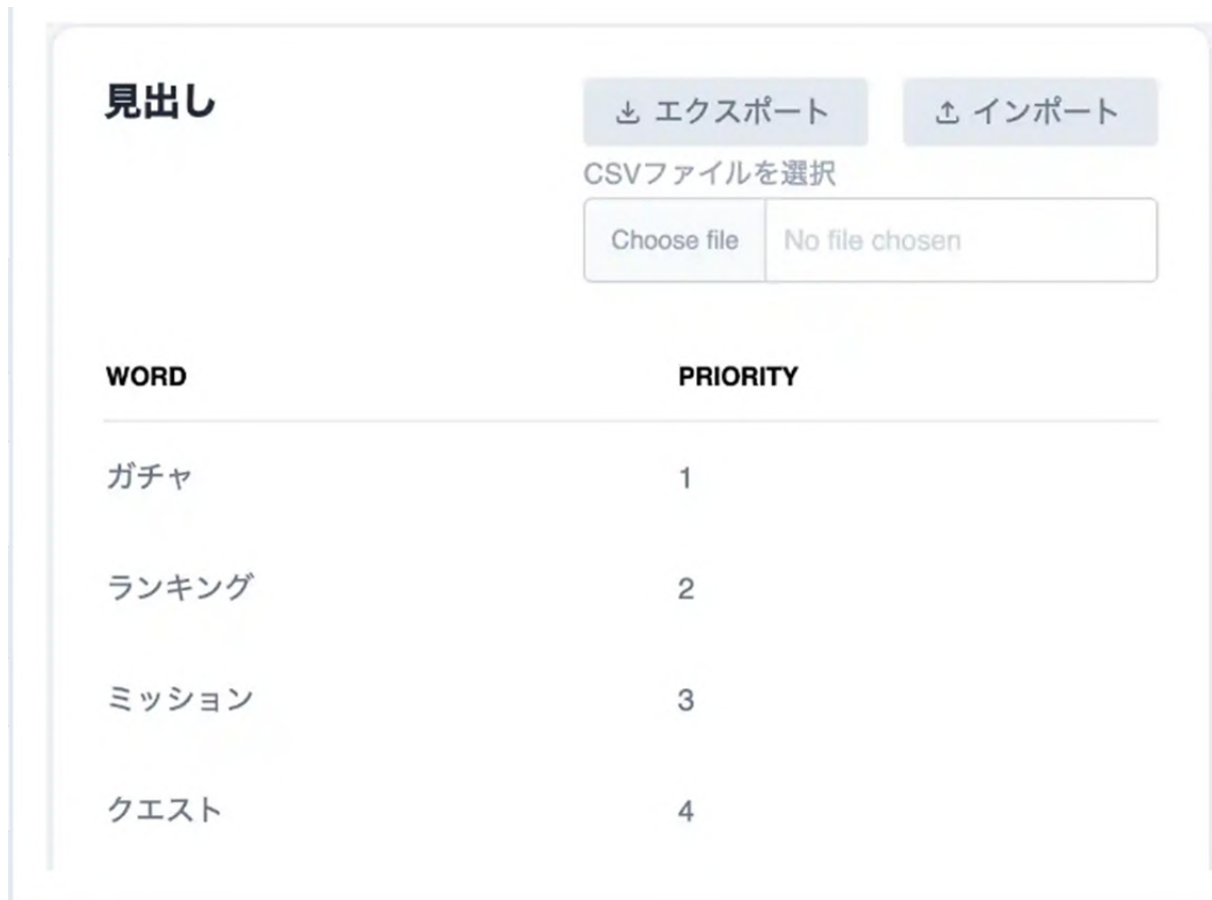 見出し
エクスポート インポート
CSVファイルを選択
Choose file No file chosen
WORD PRIORITY
ガチャ 1
ランキング 2
ミッション 3
クエスト 4